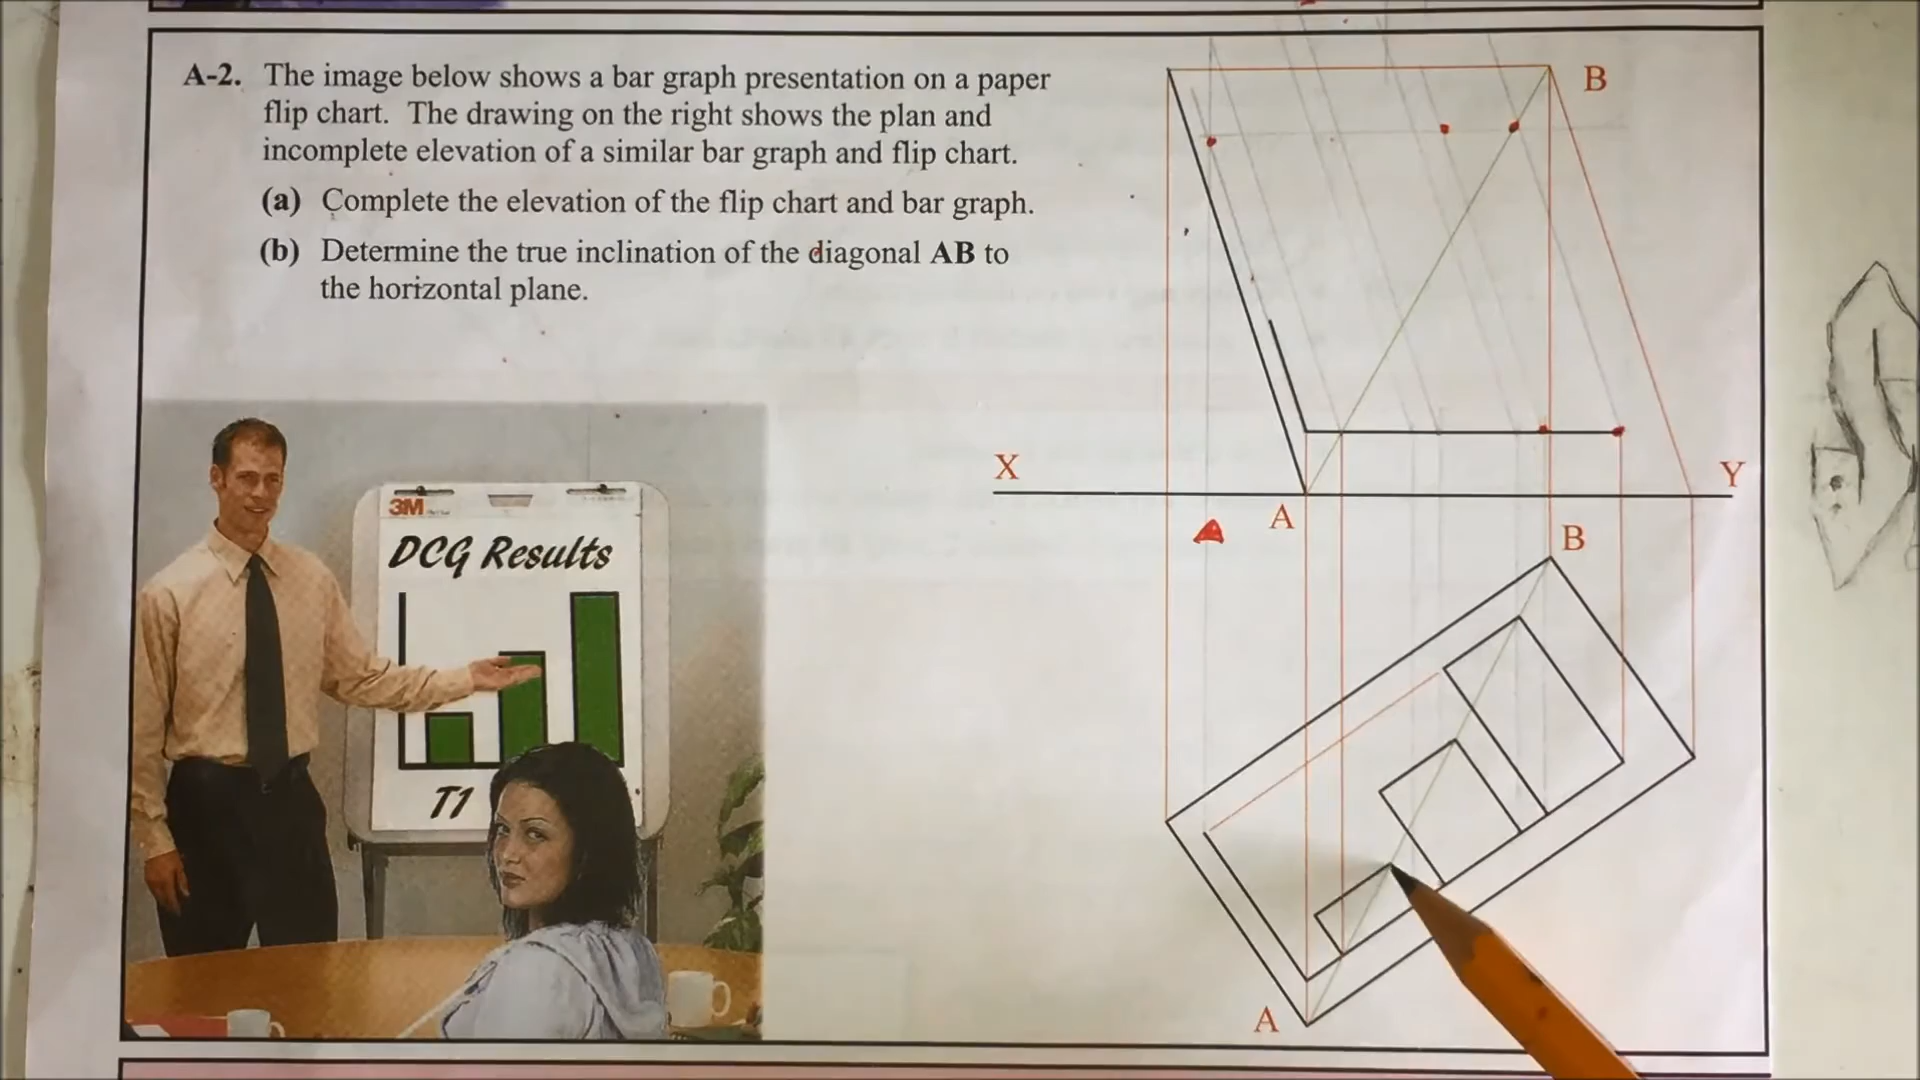 A-2. The image below shows a bar graph presentation on a paper
flip chart. The drawing on the right shows the plan and
incomplete elevation of a similar bar graph and flip chart.
(a) Complete the elevation of the flip chart and bar graph.
(b) Determine the true inclination of the diagonal AB to
the horizontal plane.
B
X
Y
A
B
A
3M
DCG Results
T1